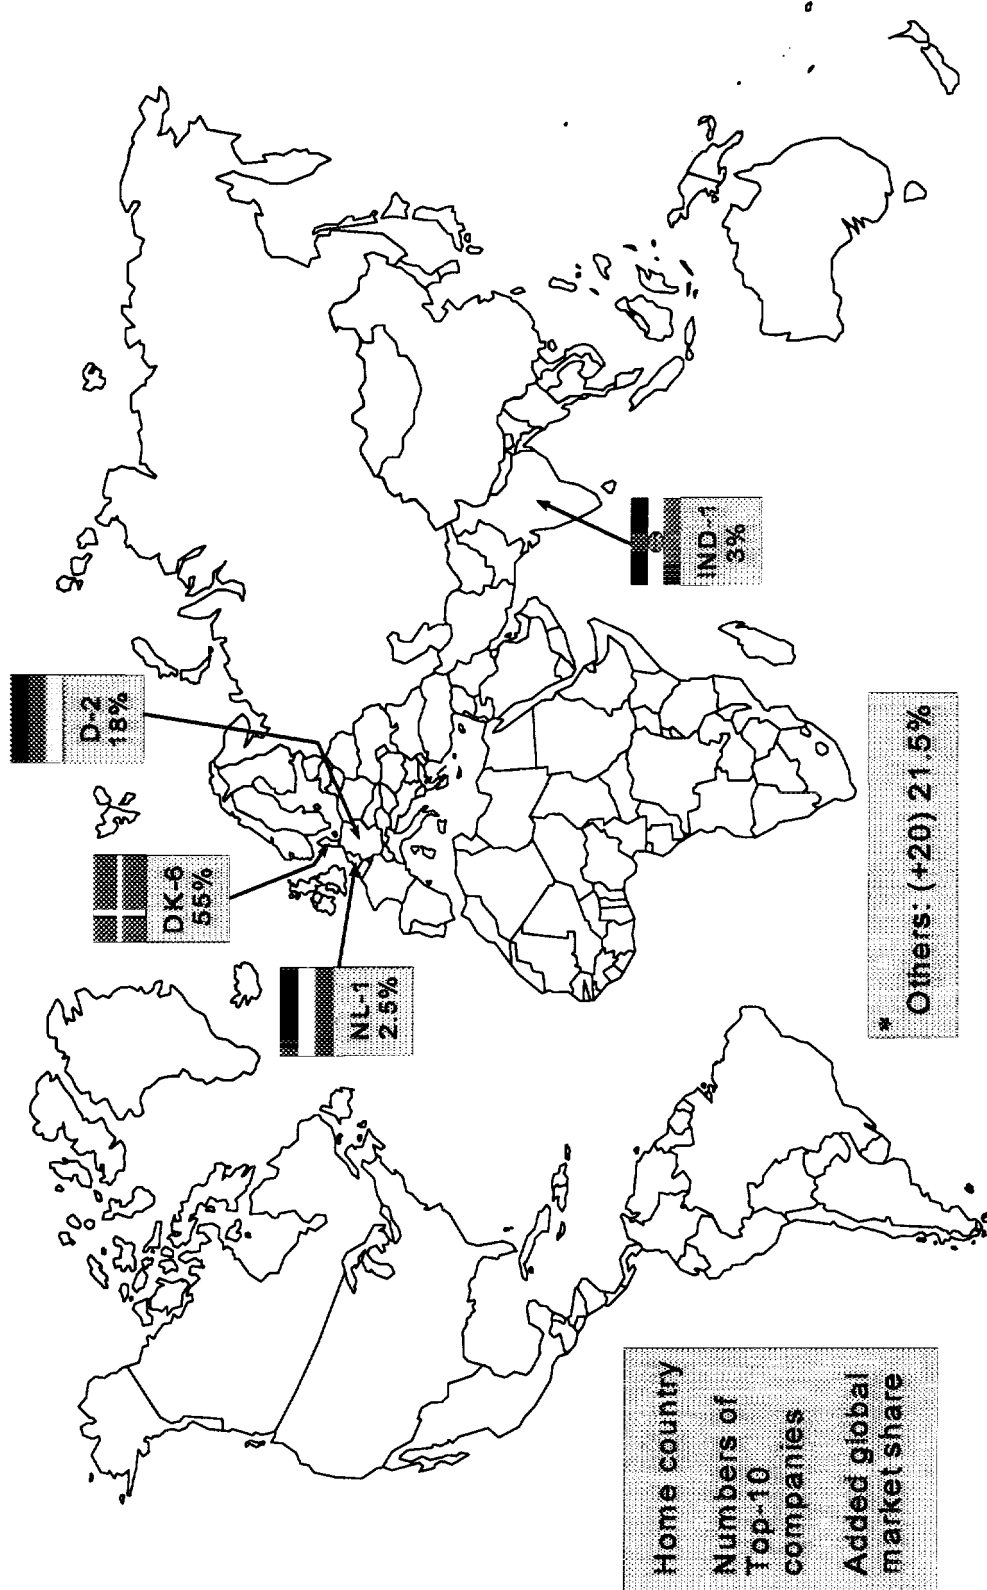 D-2
18%
DK-6
55%
NL-1
2.5%
IND-1
3%
Home country
Numbers of
Top-10
companies
Added global
market share
*
Others: (+20) 21.5%